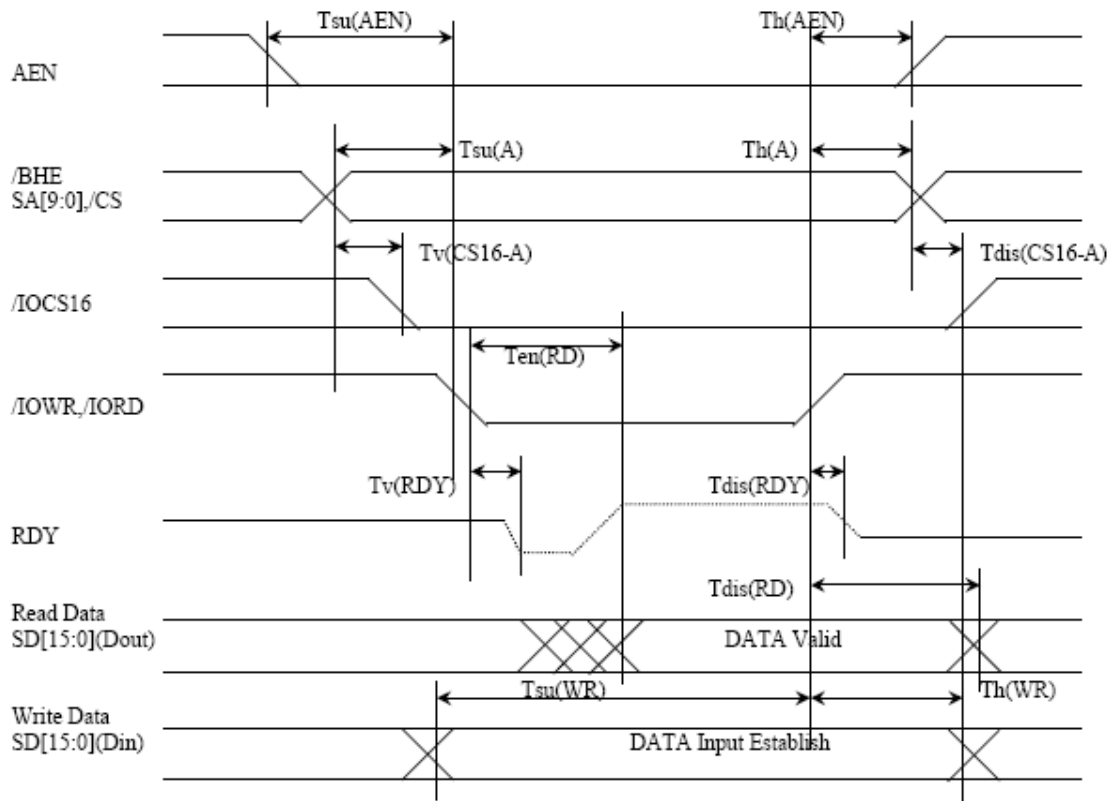 Tsu(AEN) Th(AEN)
AEN
Tsu(A) Th(A)
/BHE
SA[9:0],/CS
Tv(CS16-A) Tdis(CS16-A)
/IOCS16
Ten(RD)
/IOWR,/IORD
Tv(RDY) Tdis(RDY)
RDY
Tdis(RD)
Read Data
SD[15:0](Dout) DATA Valid
Tsu(WR) Th(WR)
Write Data
SD[15:0](Din) DATA Input Establish